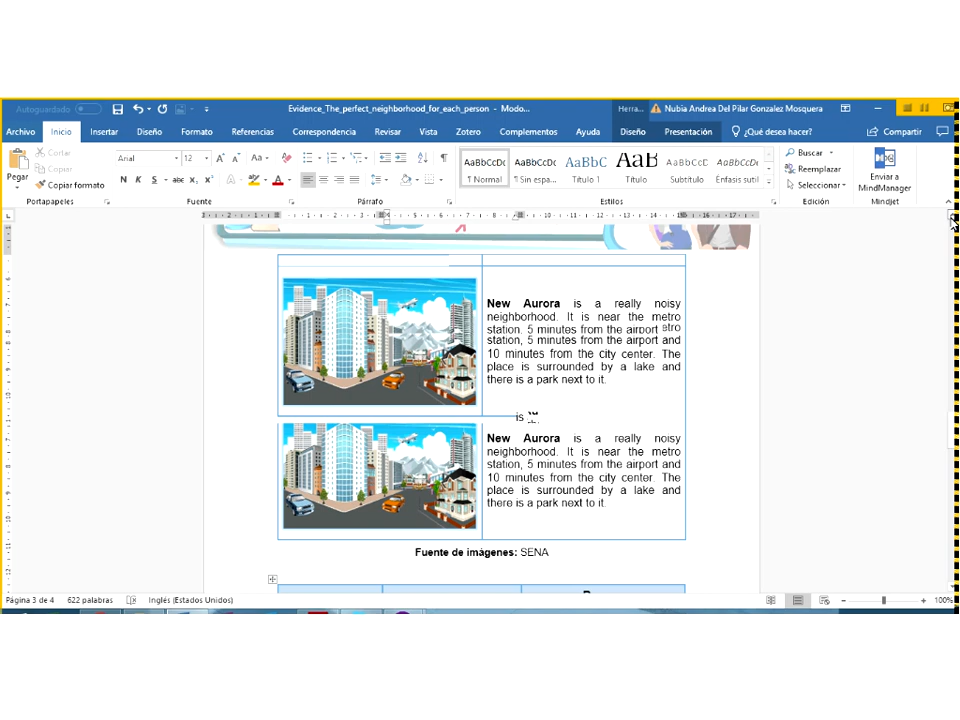 Autoguardado
Evidence_The_perfect_neighborhood_for_each_person - Modo...
Herra...
Nubia Andrea Del Pilar Gonzalez Mosquera
Archivo Inicio Insertar Diseño Formato Referencias Correspondencia Revisar Vista Zotero Complementos Ayuda Diseño Presentación ¿Qué desea hacer? Compartir
Pegar
Cortar
Copiar
Copiar formato
Arial 12
Aa
N K S abc x₂ x²
AaBbCcDc AaBbCcDc AaBbC AaB AaBbCcD AaBbCcDc
¶ Normal ¶ Sin espa... Título 1 Título Subtítulo Énfasis sutil
Buscar
Reemplazar
Seleccionar
Enviar a
MindManager
Portapapeles Fuente Párrafo Estilos Edición Mindjet
New Aurora is a really noisy
neighborhood. It is near the metro
station, 5 minutes from the airport
etro
station, 5 minutes from the airport and
10 minutes from the city center. The
place is surrounded by a lake and
there is a park next to it.
is
New Aurora is a really noisy
neighborhood. It is near the metro
station, 5 minutes from the airport and
10 minutes from the city center. The
place is surrounded by a lake and
there is a park next to it.
Fuente de imágenes: SENA
Página 3 de 4 622 palabras Inglés (Estados Unidos) 100%